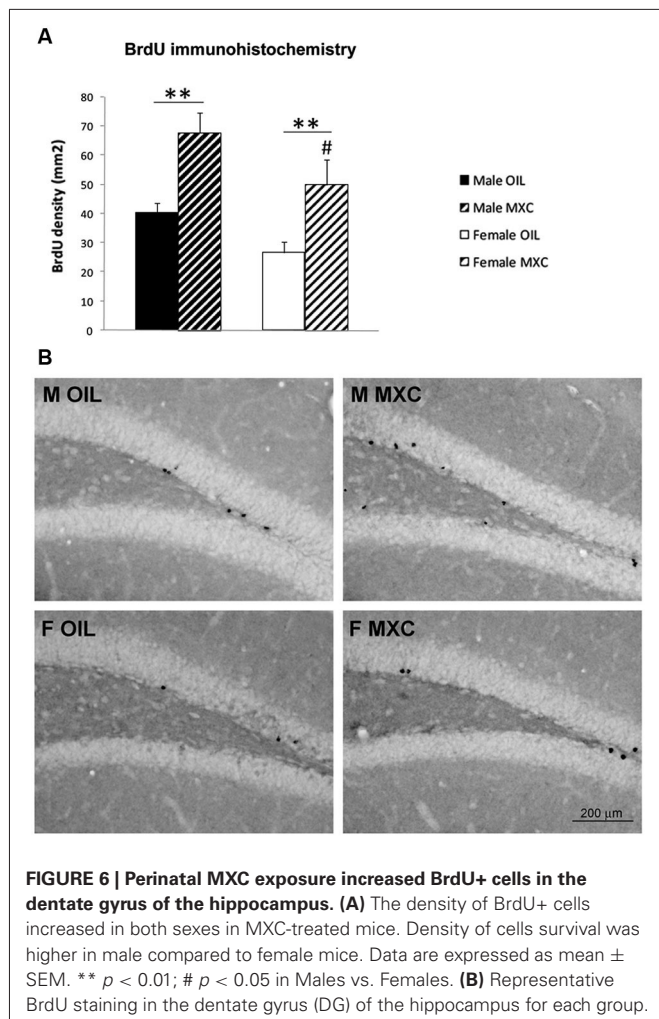 A
BrdU immunohistochemistry
BrdU density (mm2)
80
70
60
50
40
30
20
10
0
**
**
#
Male OIL
Male MXC
Female OIL
Female MXC
B
M OIL
M MXC
F OIL
F MXC
200 µm
FIGURE 6 | Perinatal MXC exposure increased BrdU+ cells in the
dentate gyrus of the hippocampus. (A) The density of BrdU+ cells
increased in both sexes in MXC-treated mice. Density of cells survival was
higher in male compared to female mice. Data are expressed as mean ±
SEM. ** p < 0.01; # p < 0.05 in Males vs. Females. (B) Representative
BrdU staining in the dentate gyrus (DG) of the hippocampus for each group.